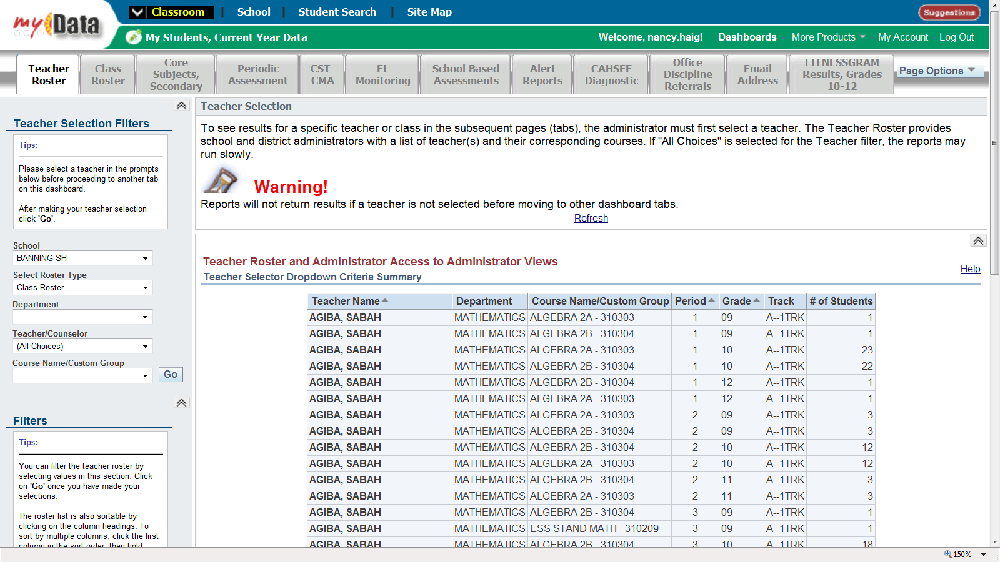 my Data
Classroom | School | Student Search | Site Map
Suggestions
My Students, Current Year Data
Welcome, nancy.haig! Dashboards More Products My Account Log Out
Teacher Roster
Class Roster
Core Subjects, Secondary
Periodic Assessment
CST-CMA
EL Monitoring
School Based Assessments
Alert Reports
CAHSEE Diagnostic
Office Discipline Referrals
Email Address
FITNESSGRAM Results, Grades 10-12
Page Options
Teacher Selection Filters
Tips:
Please select a teacher in the prompts
below before proceeding to another tab
on this dashboard.
After making your teacher selection
click 'Go'.
School
BANNING SH
Select Roster Type
Class Roster
Department
Teacher/Counselor
(All Choices)
Course Name/Custom Group
Go
Filters
Tips:
You can filter the teacher roster by
selecting values in this section. Click
on 'Go' once you have made your
selections.
The roster list is also sortable by
clicking on the column headings. To
sort by multiple columns, click the first
column in the sort order, then hold
Teacher Selection
To see results for a specific teacher or class in the subsequent pages (tabs), the administrator must first select a teacher. The Teacher Roster provides
school and district administrators with a list of teacher(s) and their corresponding courses. If "All Choices" is selected for the Teacher filter, the reports may
run slowly.
Warning!
Reports will not return results if a teacher is not selected before moving to other dashboard tabs.
Refresh
Teacher Roster and Administrator Access to Administrator Views
Help
Teacher Selector Dropdown Criteria Summary
Teacher Name Department Course Name/Custom Group Period Grade Track # of Students
AGIBA, SABAH MATHEMATICS ALGEBRA 2A - 310303 1 09 A--1TRK 1
AGIBA, SABAH MATHEMATICS ALGEBRA 2B - 310304 1 09 A--1TRK 1
AGIBA, SABAH MATHEMATICS ALGEBRA 2A - 310303 1 10 A--1TRK 23
AGIBA, SABAH MATHEMATICS ALGEBRA 2B - 310304 1 10 A--1TRK 22
AGIBA, SABAH MATHEMATICS ALGEBRA 2B - 310304 1 12 A--1TRK 1
AGIBA, SABAH MATHEMATICS ALGEBRA 2A - 310303 1 12 A--1TRK 1
AGIBA, SABAH MATHEMATICS ALGEBRA 2A - 310303 2 09 A--1TRK 3
AGIBA, SABAH MATHEMATICS ALGEBRA 2B - 310304 2 09 A--1TRK 3
AGIBA, SABAH MATHEMATICS ALGEBRA 2B - 310304 2 10 A--1TRK 12
AGIBA, SABAH MATHEMATICS ALGEBRA 2A - 310303 2 10 A--1TRK 12
AGIBA, SABAH MATHEMATICS ALGEBRA 2B - 310304 2 11 A--1TRK 3
AGIBA, SABAH MATHEMATICS ALGEBRA 2A - 310303 2 11 A--1TRK 3
AGIBA, SABAH MATHEMATICS ALGEBRA 2B - 310304 3 09 A--1TRK 1
AGIBA, SABAH MATHEMATICS ESS STAND MATH - 310209 3 09 A--1TRK 1
AGIBA, SABAH MATHEMATICS ALGEBRA 2B - 310304 3 10 A--1TRK 18
150%